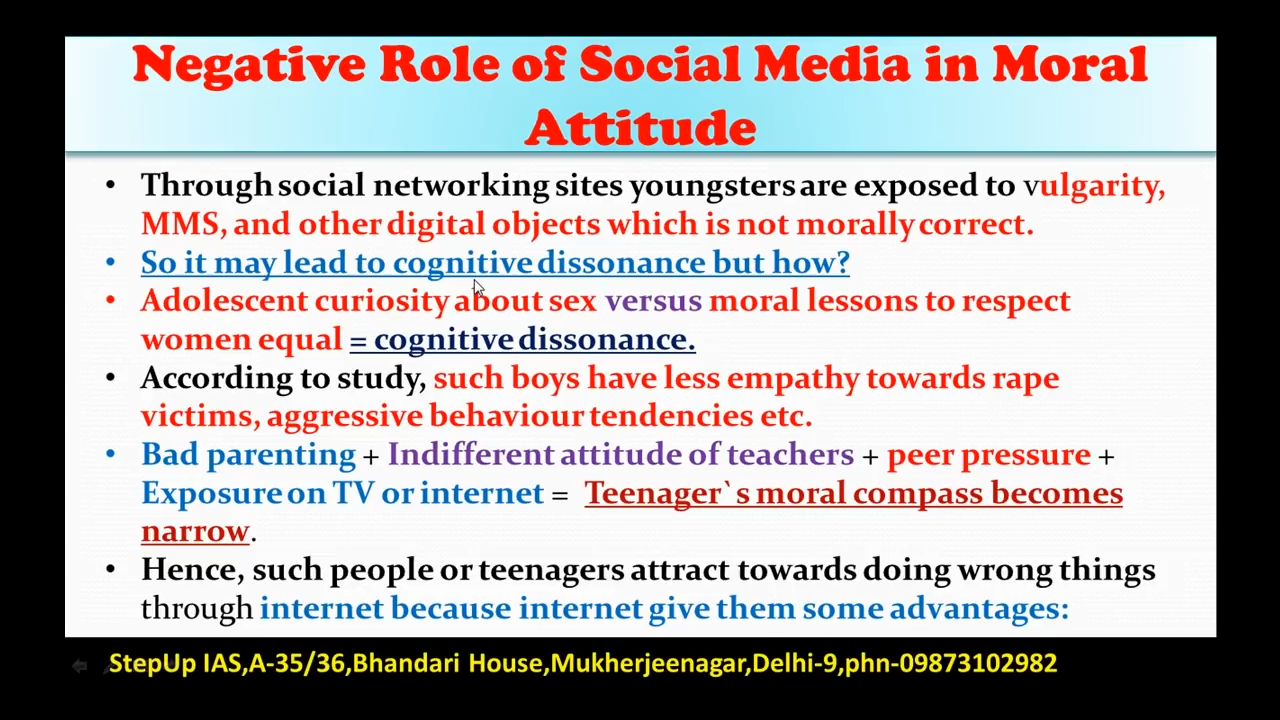 Negative Role of Social Media in Moral
Attitude
• Through social networking sites youngsters are exposed to vulgarity,
MMS, and other digital objects which is not morally correct.
• So it may lead to cognitive dissonance but how?
• Adolescent curiosity about sex versus moral lessons to respect
women equal = cognitive dissonance.
• According to study, such boys have less empathy towards rape
victims, aggressive behaviour tendencies etc.
• Bad parenting + Indifferent attitude of teachers + peer pressure +
Exposure on TV or internet = Teenager`s moral compass becomes
narrow.
• Hence, such people or teenagers attract towards doing wrong things
through internet because internet give them some advantages:
StepUp IAS,A-35/36,Bhandari House,Mukherjeenagar,Delhi-9,phn-09873102982